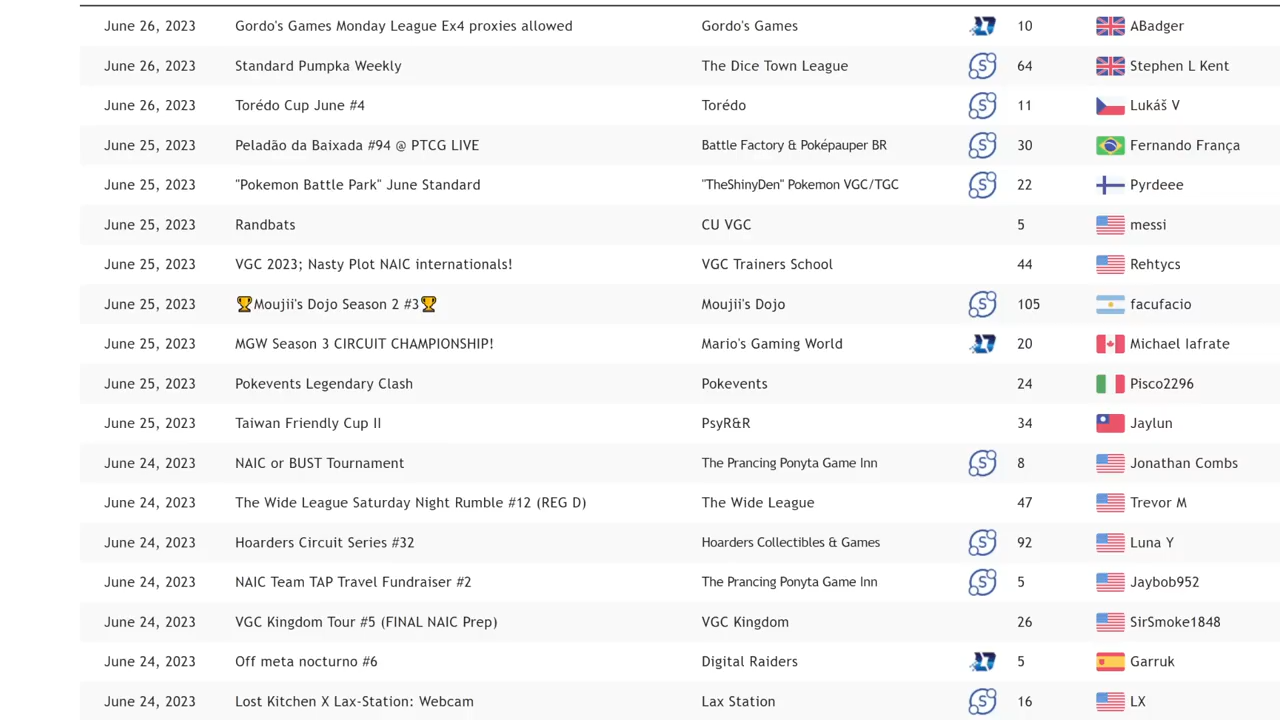 June 26, 2023 Gordo's Games Monday League Ex4 proxies allowed Gordo's Games 10 ABadger
June 26, 2023 Standard Pumpka Weekly The Dice Town League S 64 Stephen L Kent
June 26, 2023 Torédo Cup June #4 Torédo S 11 Lukáš V
June 25, 2023 Peladão da Baixada #94 @ PTCG LIVE Battle Factory & Poképauper BR S 30 Fernando França
June 25, 2023 "Pokemon Battle Park" June Standard "TheShinyDen" Pokemon VGC/TGC S 22 Pyrdeee
June 25, 2023 Randbats CU VGC 5 messi
June 25, 2023 VGC 2023; Nasty Plot NAIC internationals! VGC Trainers School 44 Rehtycs
June 25, 2023 🏆Moujii's Dojo Season 2 #3🏆 Moujii's Dojo S 105 facufacio
June 25, 2023 MGW Season 3 CIRCUIT CHAMPIONSHIP! Mario's Gaming World 20 Michael Iafrate
June 25, 2023 Pokevents Legendary Clash Pokevents 24 Pisco2296
June 25, 2023 Taiwan Friendly Cup II PsyR&R 34 Jaylun
June 24, 2023 NAIC or BUST Tournament The Prancing Ponyta Game Inn S 8 Jonathan Combs
June 24, 2023 The Wide League Saturday Night Rumble #12 (REG D) The Wide League 47 Trevor M
June 24, 2023 Hoarders Circuit Series #32 Hoarders Collectibles & Games S 92 Luna Y
June 24, 2023 NAIC Team TAP Travel Fundraiser #2 The Prancing Ponyta Game Inn S 5 Jaybob952
June 24, 2023 VGC Kingdom Tour #5 (FINAL NAIC Prep) VGC Kingdom 26 SirSmoke1848
June 24, 2023 Off meta nocturno #6 Digital Raiders 5 Garruk
June 24, 2023 Lost Kitchen X Lax-Station, Webcam Lax Station S 16 LX